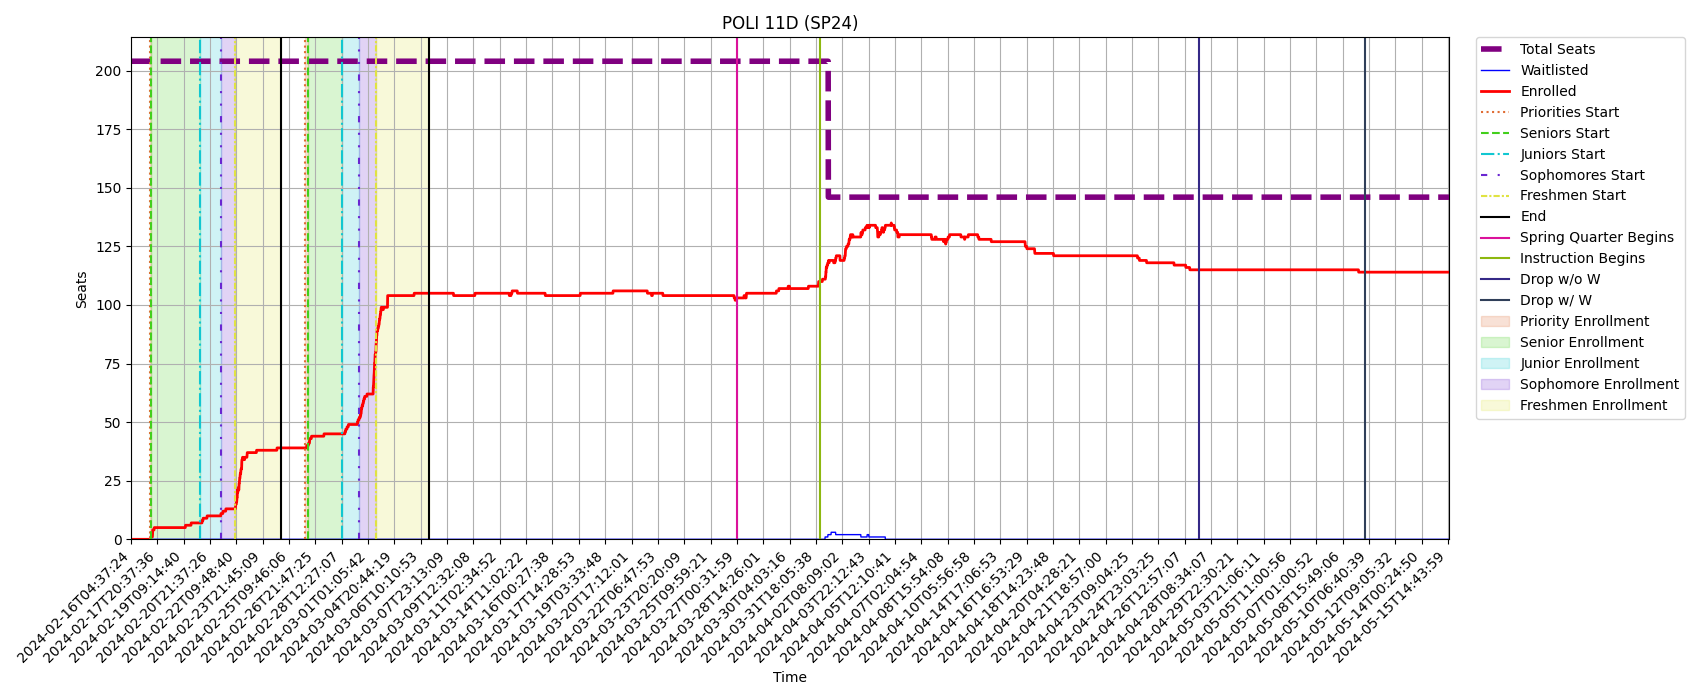 POLI 11D (SP24)
Seats
200
175
150
125
100
75
50
25
0
2024-02-16T04:37:24
2024-02-17T20:37:36
2024-02-19T09:14:40
2024-02-20T21:37:26
2024-02-22T09:48:40
2024-02-23T21:45:09
2024-02-25T09:46:06
2024-02-26T21:47:25
2024-02-28T12:27:07
2024-03-01T01:05:42
2024-03-04T20:44:19
2024-03-06T10:10:53
2024-03-07T23:13:09
2024-03-09T12:32:08
2024-03-11T22:34:52
2024-03-14T11:02:22
2024-03-16T00:27:38
2024-03-17T14:28:53
2024-03-19T03:33:48
2024-03-20T17:12:01
2024-03-22T06:47:53
2024-03-23T20:20:09
2024-03-25T09:59:21
2024-03-27T00:31:59
2024-03-28T14:26:01
2024-03-30T04:03:16
2024-03-31T18:05:38
2024-04-02T08:09:02
2024-04-03T22:12:43
2024-04-05T12:10:41
2024-04-07T02:04:54
2024-04-08T15:54:08
2024-04-10T05:56:58
2024-04-14T17:06:53
2024-04-16T16:53:29
2024-04-18T14:23:48
2024-04-20T04:28:21
2024-04-21T18:57:00
2024-04-23T09:04:25
2024-04-24T23:03:25
2024-04-26T12:57:07
2024-04-28T08:34:07
2024-04-29T22:30:21
2024-05-03T21:06:11
2024-05-05T11:00:56
2024-05-07T01:00:52
2024-05-08T15:49:06
2024-05-10T06:40:39
2024-05-12T09:05:32
2024-05-14T00:24:50
2024-05-15T14:43:59
Time
Total Seats
Waitlisted
Enrolled
Priorities Start
Seniors Start
Juniors Start
Sophomores Start
Freshmen Start
End
Spring Quarter Begins
Instruction Begins
Drop w/o W
Drop w/ W
Priority Enrollment
Senior Enrollment
Junior Enrollment
Sophomore Enrollment
Freshmen Enrollment